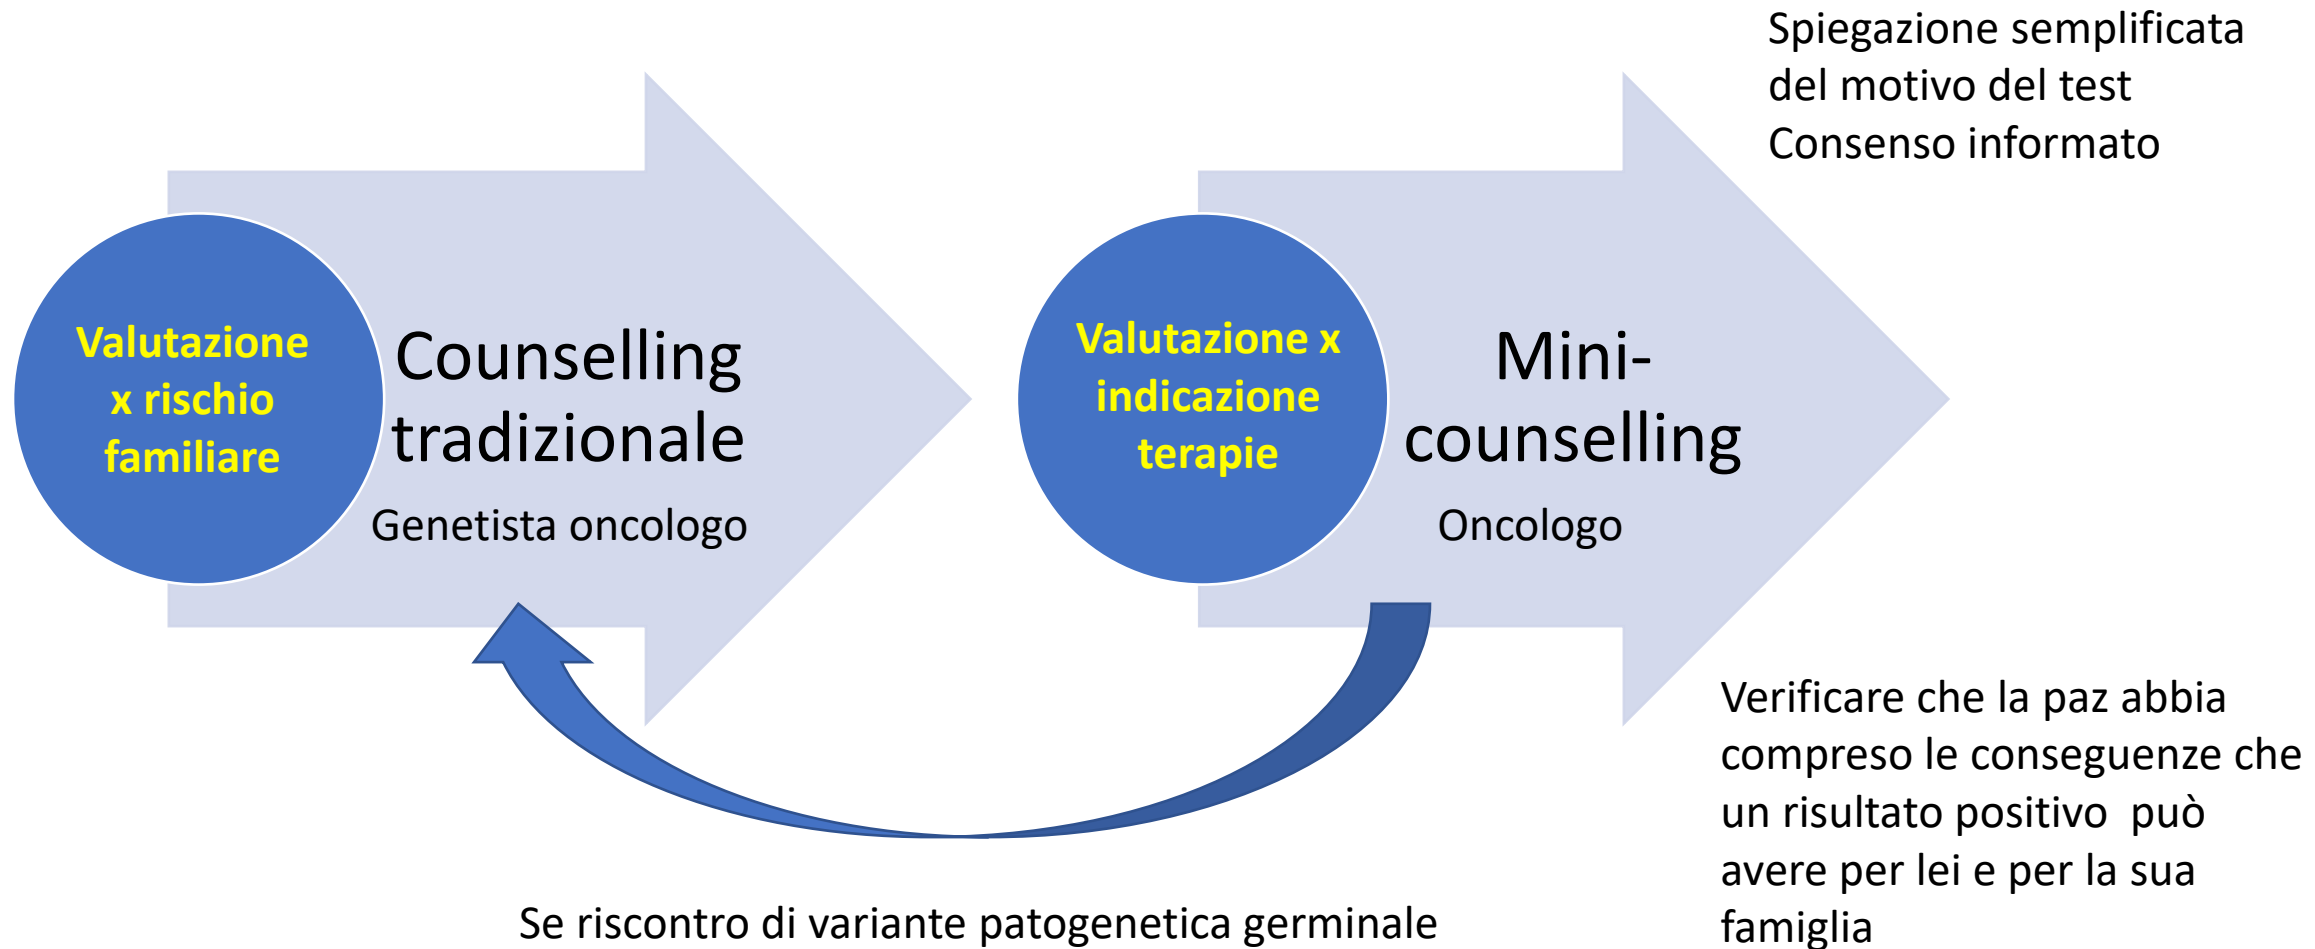 Spiegazione semplificata
del motivo del test
Consenso informato
Valutazione
x rischio
familiare
Counselling
tradizionale
Genetista oncologo
Valutazione x
indicazione
terapie
Mini-
counselling
Oncologo
Verificare che la paz abbia
compreso le conseguenze che
un risultato positivo  può
avere per lei e per la sua
famiglia
Se riscontro di variante patogenetica germinale